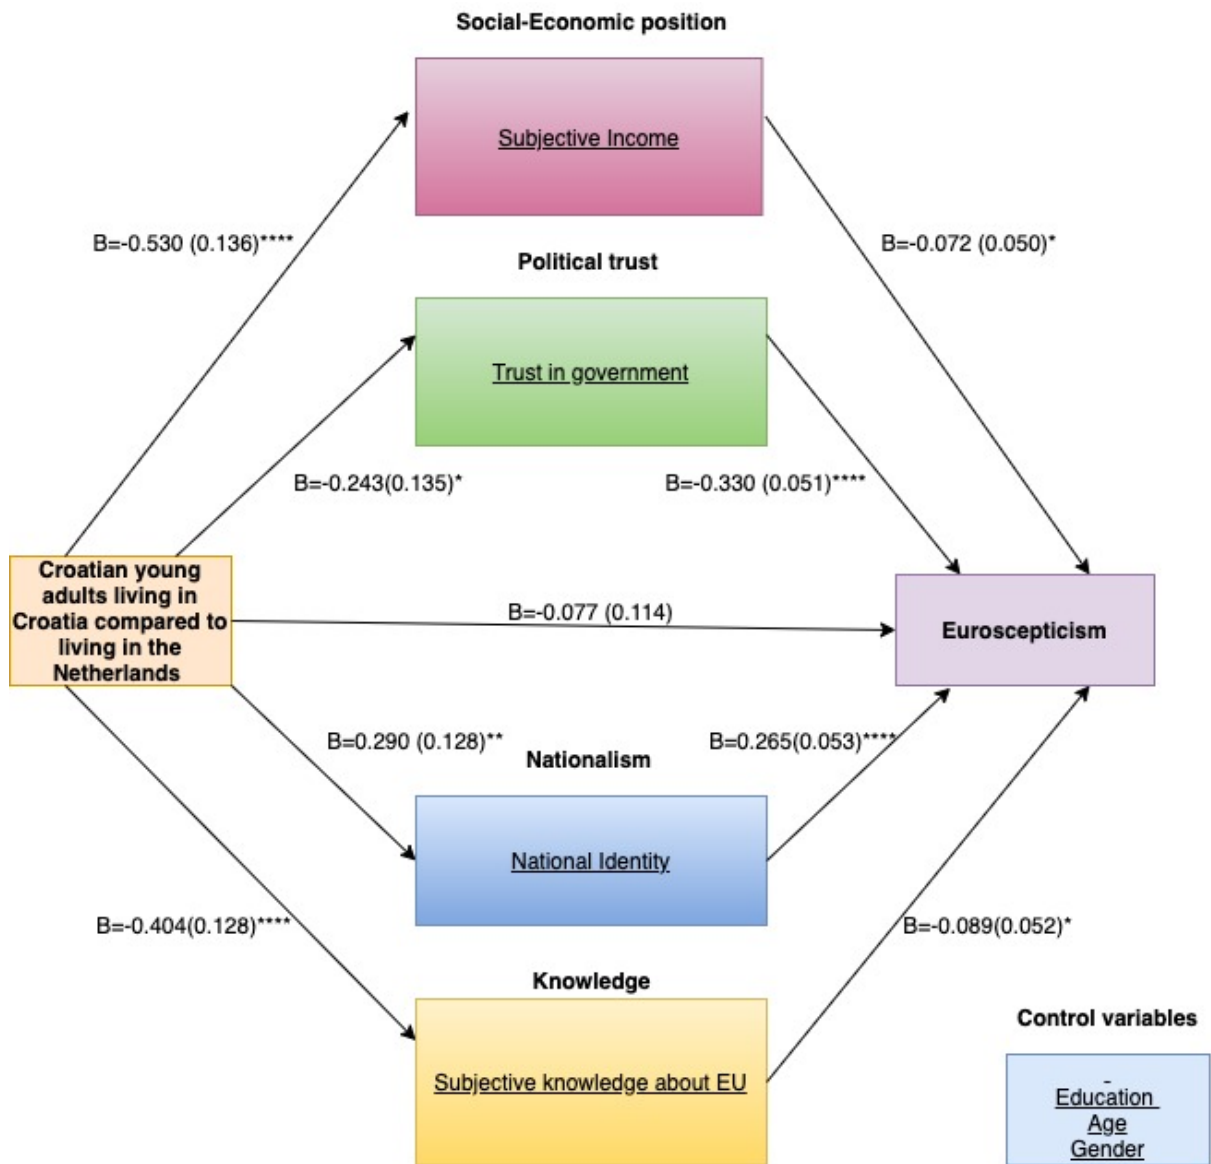 Social-Economic position
Subjective Income
B=-0.530 (0.136)****
B=-0.072 (0.050)*
Political trust
Trust in government
B=-0.243(0.135)*
B=-0.330 (0.051)****
Croatian young
adults living in
Croatia compared to
living in the
Netherlands
B=-0.077 (0.114)
Euroscepticism
B=0.290 (0.128)**
B=0.265(0.053)****
Nationalism
National Identity
B=-0.404(0.128)****
B=-0.089(0.052)*
Knowledge
Subjective knowledge about EU
Control variables
Education
Age
Gender